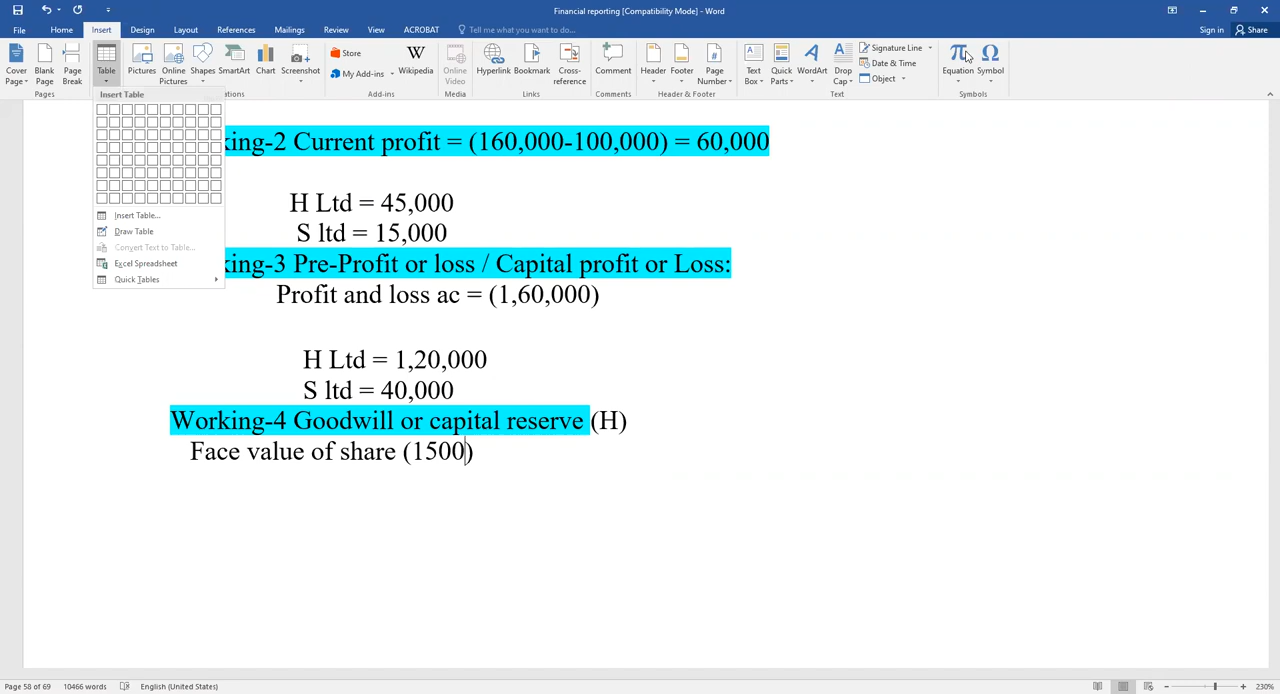 Financial reporting [Compatibility Mode] - Word
File Home Insert Design Layout References Mailings Review View ACROBAT Tell me what you want to do... Sign in Share
Cover Page Blank Page Page Break Table Pictures Online Pictures Shapes SmartArt Chart Screenshot Store My Add-ins Wikipedia Online Video Hyperlink Bookmark Cross-reference Comment Header Footer Page Number Text Box Quick Parts WordArt Drop Cap Signature Line Date & Time Object Equation Symbol
Pages ations Add-ins Media Links Comments Header & Footer Text Symbols
Insert Table
Insert Table...
Draw Table
Convert Text to Table...
Excel Spreadsheet
Quick Tables
king-2 Current profit = (160,000-100,000) = 60,000
H Ltd = 45,000
S ltd = 15,000
king-3 Pre-Profit or loss / Capital profit or Loss:
Profit and loss ac = (1,60,000)
H Ltd = 1,20,000
S ltd = 40,000
Working-4 Goodwill or capital reserve (H)
Face value of share (1500)
Page 58 of 69 10466 words English (United States) 230%